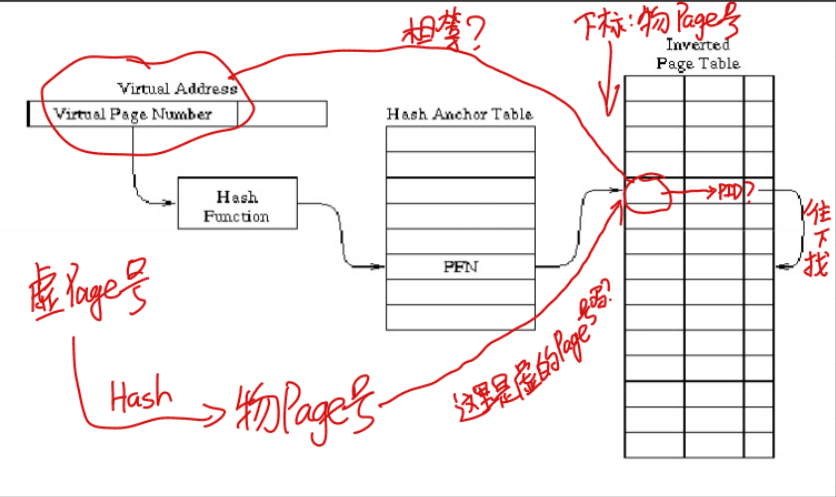 相等?
下标:物Page号
Inverted
Page Table
Virtual Address
Virtual Page Number
Hash Anchor Table
Hash
Function
PID?
往下找
PFN
虚Page号
Hash
物Page号
这里是虚的Page号吗?